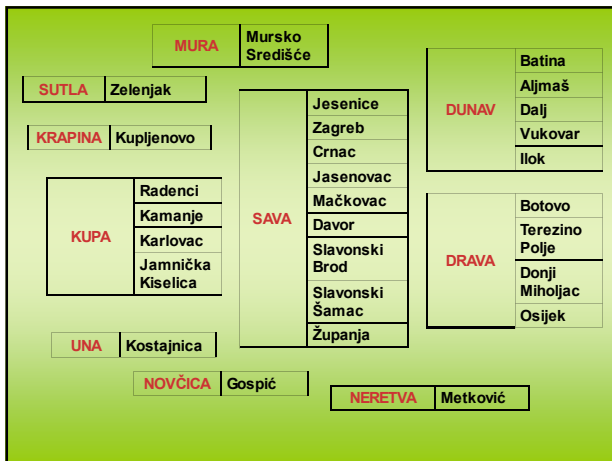 MURA
Mursko
Središće
SUTLA
Zelenjak
KRAPINA
Kupljenovo
KUPA
Radenci
Kamanje
Karlovac
Jamnička
Kiselica
UNA
Kostajnica
NOVČICA
Gospić
SAVA
Jesenice
Zagreb
Crnac
Jasenovac
Mačkovac
Davor
Slavonski
Brod
Slavonski
Šamac
Županja
DUNAV
Batina
Aljmaš
Dalj
Vukovar
Ilok
DRAVA
Botovo
Terezino
Polje
Donji
Miholjac
Osijek
NERETVA
Metković